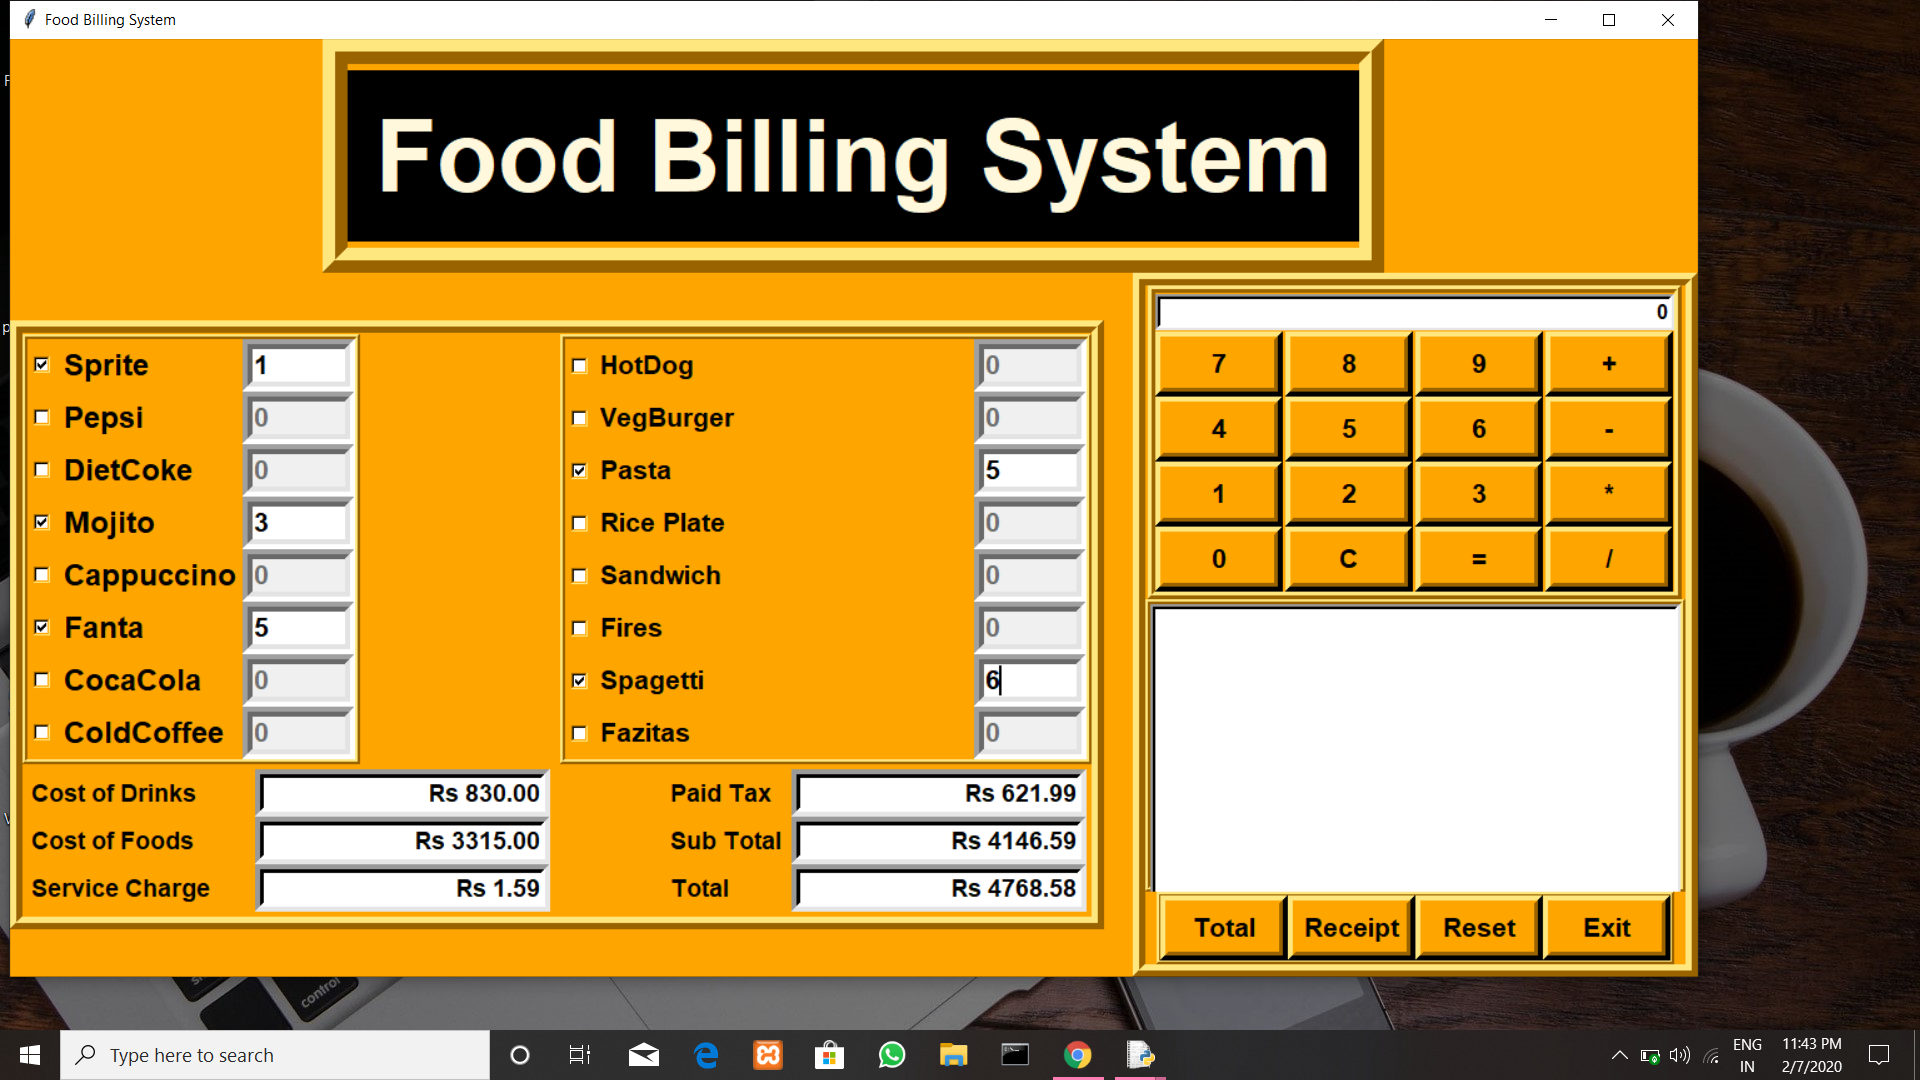 Food Billing System
Food Billing System
0
Sprite 1 HotDog 0
Pepsi 0 VegBurger 0
DietCoke 0 Pasta 5
Mojito 3 Rice Plate 0
Cappuccino 0 Sandwich 0
Fanta 5 Fires 0
CocaCola 0 Spagetti 6
ColdCoffee 0 Fazitas 0
Cost of Drinks Rs 830.00 Paid Tax Rs 621.99
Cost of Foods Rs 3315.00 Sub Total Rs 4146.59
Service Charge Rs 1.59 Total Rs 4768.58
7 8 9 +
4 5 6 -
1 2 3 *
0 C = /
Total Receipt Reset Exit
control
Type here to search
ENG
IN
11:43 PM
2/7/2020